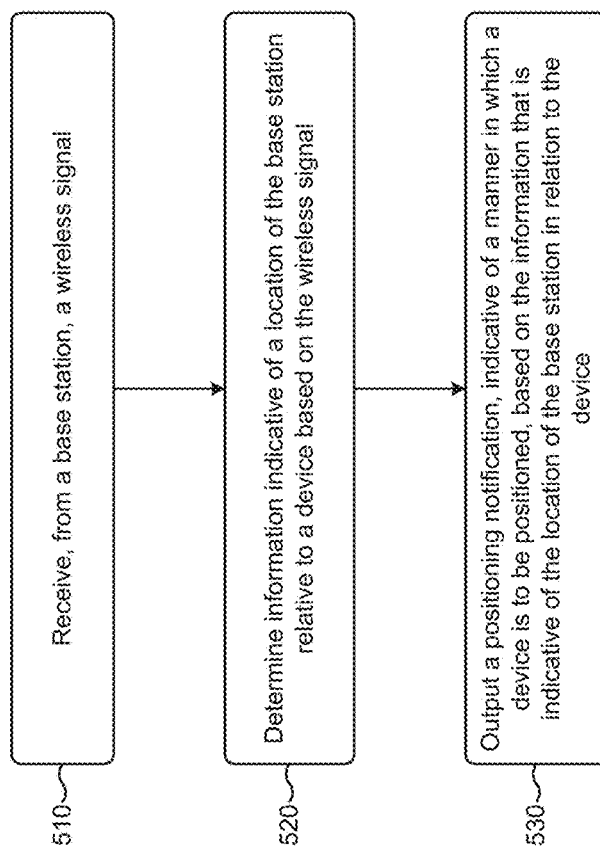 510
Receive, from a base station, a wireless signal
520
Determine information indicative of a location of the base station
relative to a device based on the wireless signal
530
Output a positioning notification, indicative of a manner in which a
device is to be positioned, based on the information that is
indicative of the location of the base station in relation to the
device